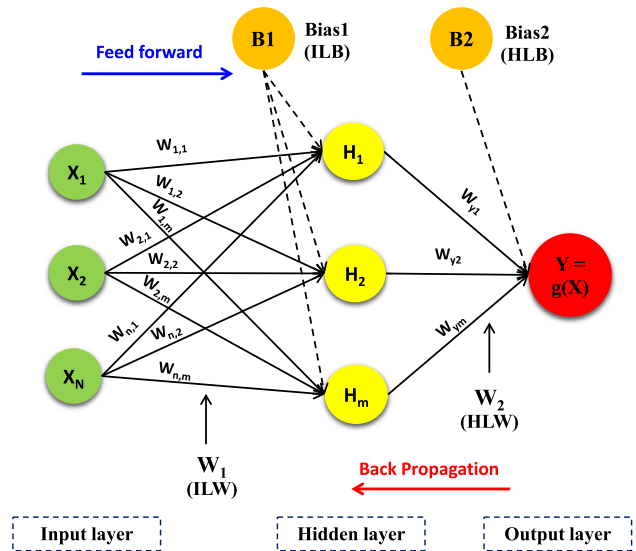 Feed forward
B1
Bias1
(ILB)
B2
Bias2
(HLB)
X1
X2
XN
W1,1
W1,2
W1,m
W2,1
W2,2
W2,m
Wn,1
Wn,2
Wn,m
H1
H2
Hm
Wy1
Wy2
Wym
Y =
g(X)
W1
(ILW)
W2
(HLW)
Back Propagation
Input layer
Hidden layer
Output layer